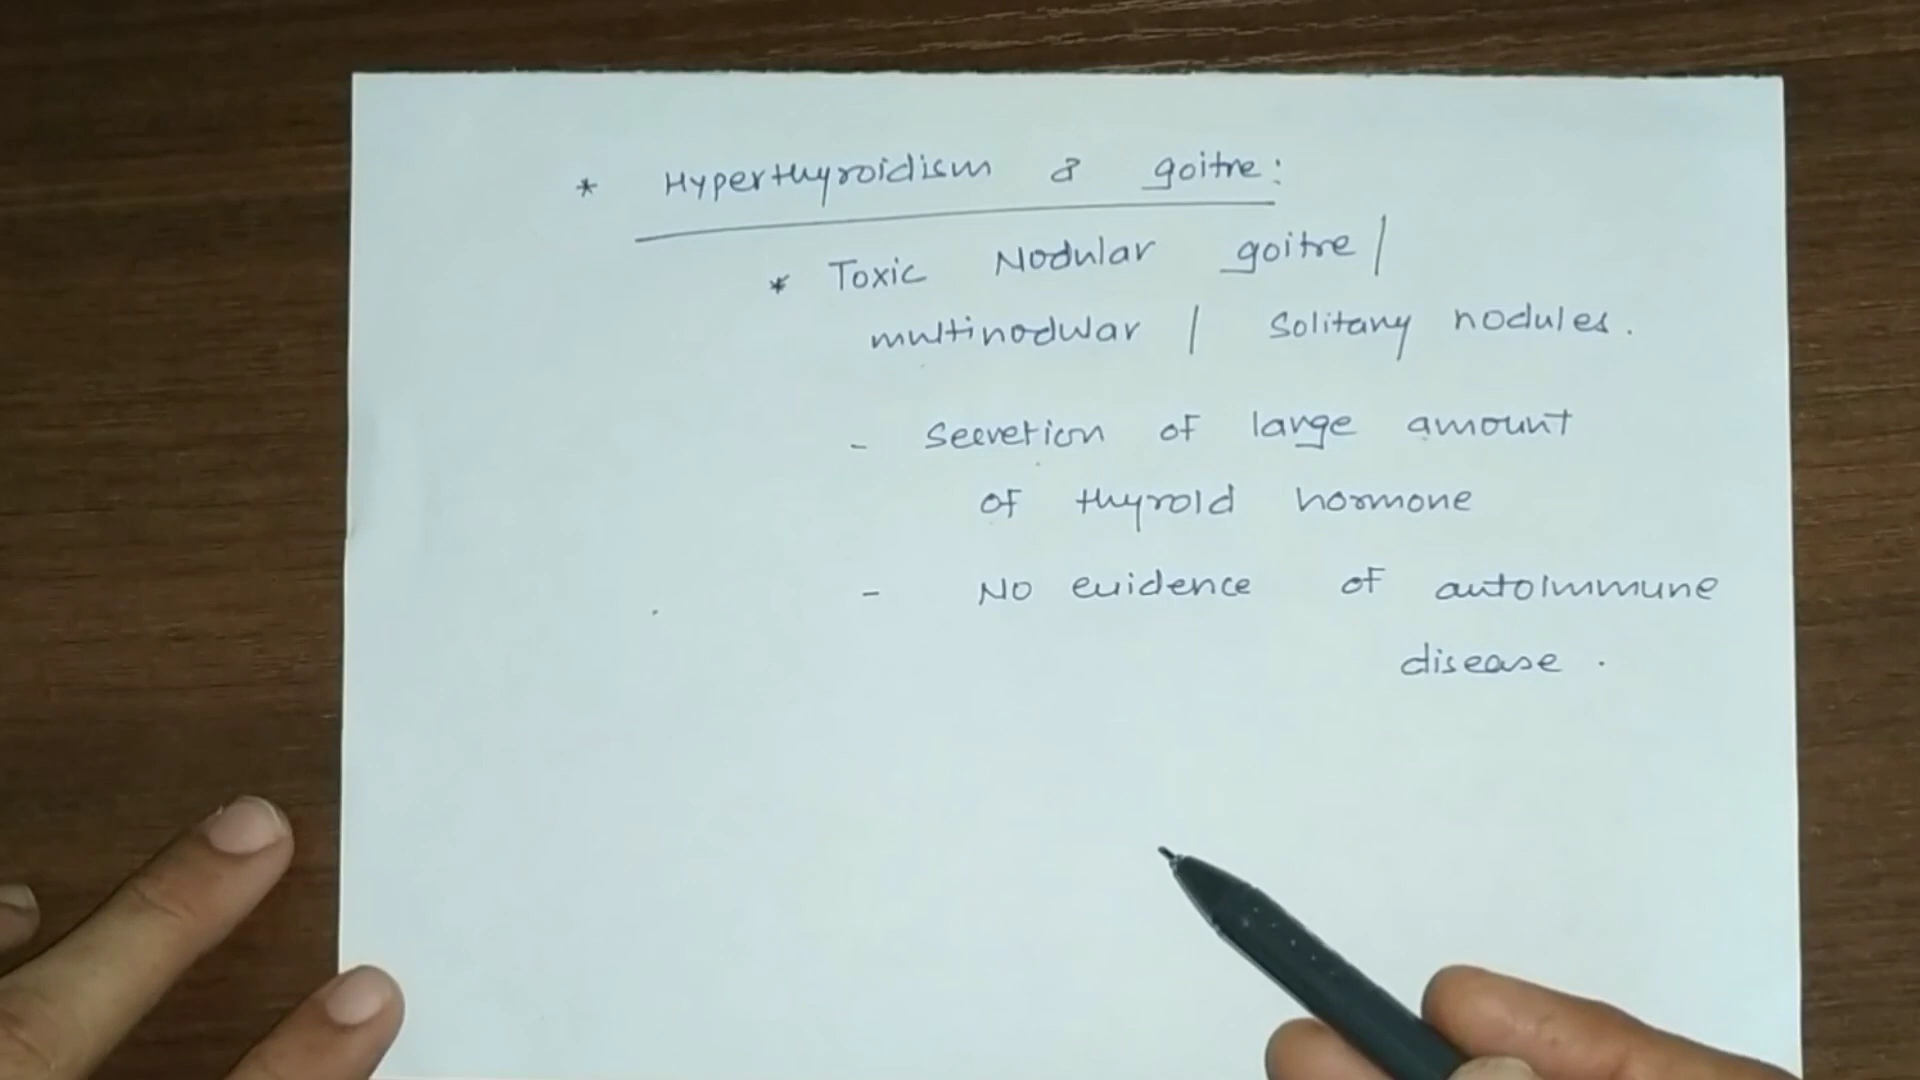 * Hyperthyroidism & goitre:
* Toxic Nodular goitre /
multinodular / Solitary nodules.
- Secretion of large amount
of thyroid hormone
- No evidence of autoimmune
disease.